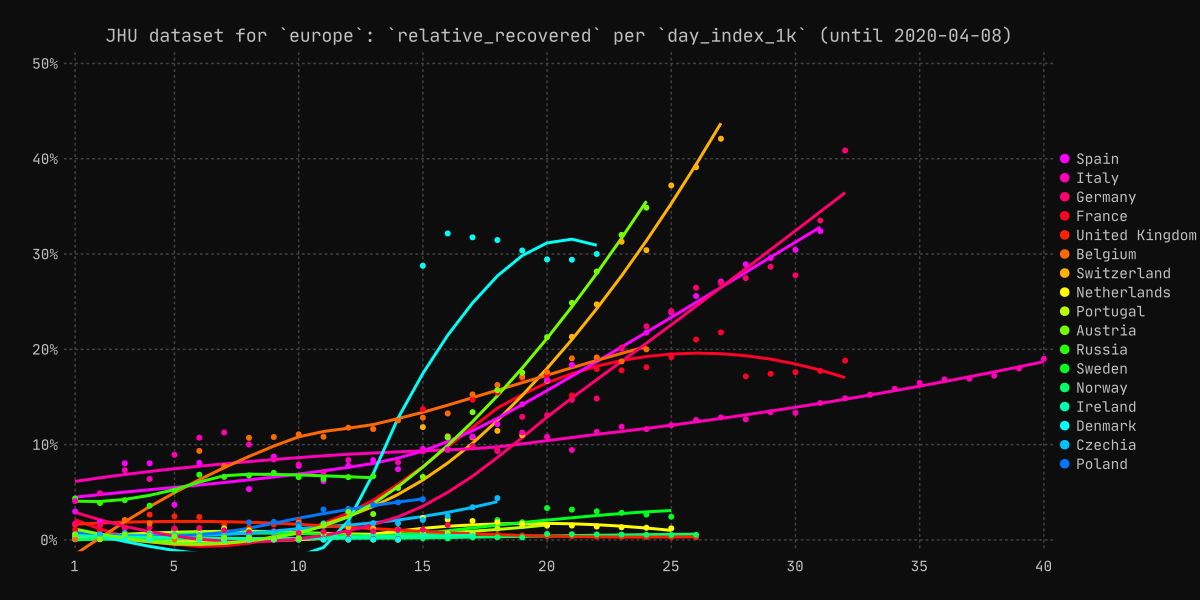 JHU dataset for `europe`: `relative_recovered` per `day_index_1k` (until 2020-04-08)
50%
40%
30%
20%
10%
0%
1 5 10 15 20 25 30 35 40
Spain
Italy
Germany
France
United Kingdom
Belgium
Switzerland
Netherlands
Portugal
Austria
Russia
Sweden
Norway
Ireland
Denmark
Czechia
Poland